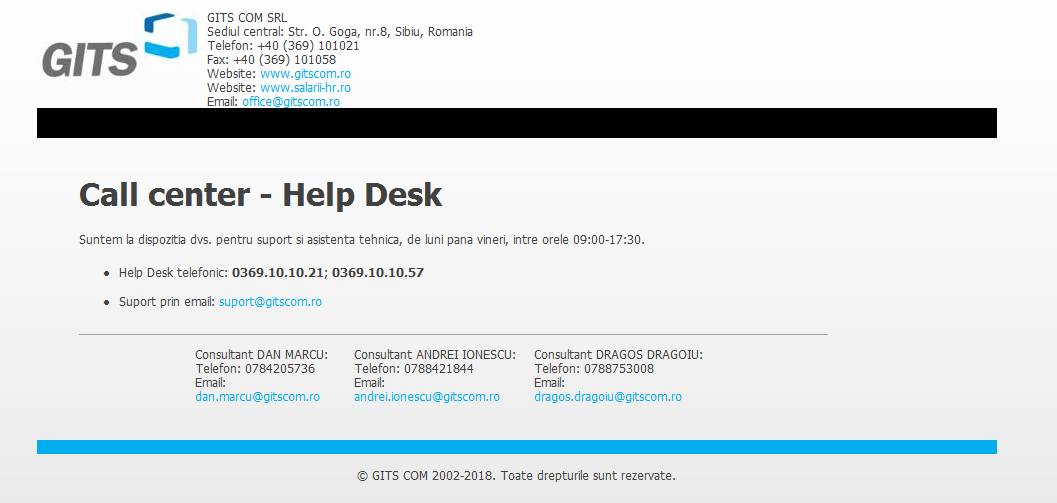 GITS
GITS COM SRL
Sediul central: Str. O. Goga, nr.8, Sibiu, Romania
Telefon: +40 (369) 101021
Fax: +40 (369) 101058
Website: www.gitscom.ro
Website: www.salarii-hr.ro
Email: office@gitscom.ro
Call center - Help Desk
Suntem la dispozitia dvs. pentru suport si asistenta tehnica, de luni pana vineri, intre orele 09:00-17:30.
• Help Desk telefonic: 0369.10.10.21; 0369.10.10.57
• Suport prin email: suport@gitscom.ro
Consultant DAN MARCU:
Telefon: 0784205736
Email:
dan.marcu@gitscom.ro
Consultant ANDREI IONESCU:
Telefon: 0788421844
Email:
andrei.ionescu@gitscom.ro
Consultant DRAGOS DRAGOIU:
Telefon: 0788753008
Email:
dragos.dragoiu@gitscom.ro
© GITS COM 2002-2018. Toate drepturile sunt rezervate.